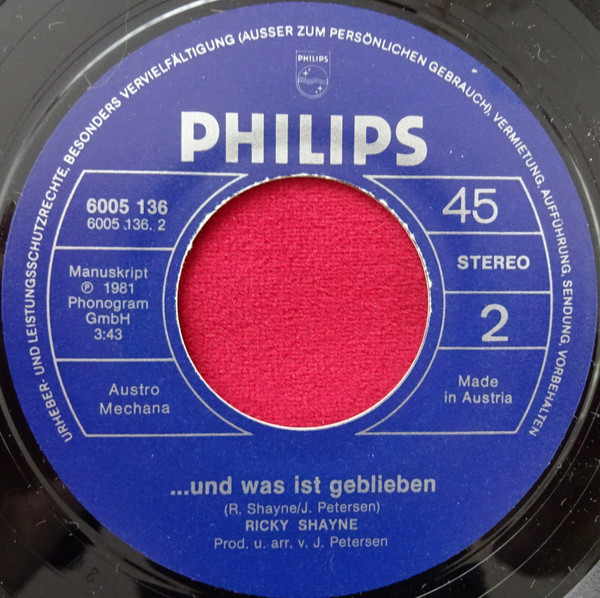 URHEBER- UND LEISTUNGSSCHUTZRECHTE, BESONDERS VERVIELFÄLTIGUNG (AUSSER ZUM PERSÖNLICHEN GEBRAUCH), VERMIETUNG, AUFFÜHRUNG, SENDUNG, VORBEHALTEN
PHILIPS
PHILIPS
6005 136
6005.136.2
Manuskript
℗ 1981
Phonogram
GmbH
3:43
Austro
Mechana
45
STEREO
2
Made
in Austria
...und was ist geblieben
(R. Shayne/J. Petersen)
RICKY SHAYNE
Prod. u. arr. v. J. Petersen